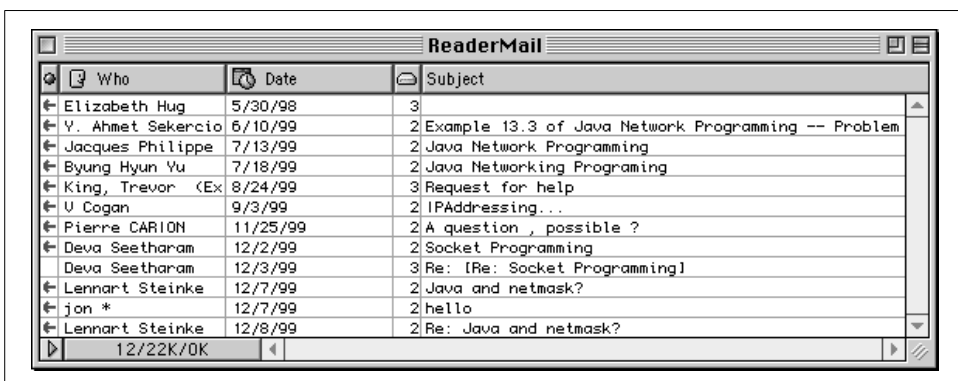 ReaderMail
Who Date Subject
Elizabeth Hug 5/30/98 3
Y. Ahmet Sekercio 6/10/99 2 Example 13.3 of Java Network Programming -- Problem
Jacques Philippe 7/13/99 2 Java Network Programming
Byung Hyun Yu 7/18/99 2 Java Networking Programing
King, Trevor (Ex 8/24/99 3 Request for help
V Cogan 9/3/99 2 IPAddressing...
Pierre CARION 11/25/99 2 A question , possible ?
Deva Seetharam 12/2/99 2 Socket Programming
Deva Seetharam 12/3/99 3 Re: [Re: Socket Programming]
Lennart Steinke 12/7/99 2 Java and netmask?
jon * 12/7/99 2 hello
Lennart Steinke 12/8/99 2 Re: Java and netmask?
12/22K/0K